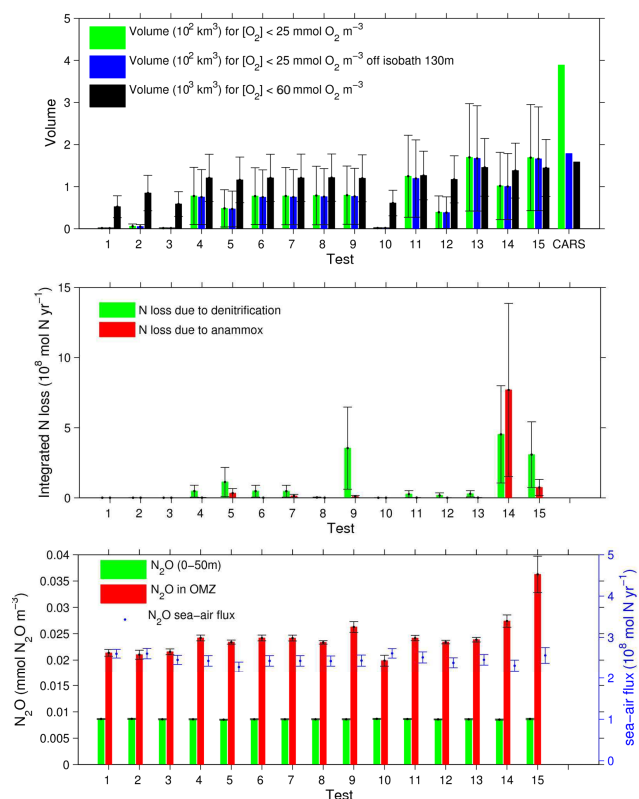 5
4
3
2
1
0
Volume
Volume (10² km³) for [O₂] < 25 mmol O₂ m⁻³
Volume (10² km³) for [O₂] < 25 mmol O₂ m⁻³ off isobath 130m
Volume (10³ km³) for [O₂] < 60 mmol O₂ m⁻³
1 2 3 4 5 6 7 8 9 10 11 12 13 14 15 CARS
Test
15
10
5
0
Integrated N loss (10⁸ mol N yr⁻¹)
N loss due to denitrification
N loss due to anammox
1 2 3 4 5 6 7 8 9 10 11 12 13 14 15
Test
0.04
0.035
0.03
0.025
0.02
0.015
0.01
0.005
0
N₂O (mmol N₂O m⁻³)
N₂O (0−50m)
N₂O in OMZ
N₂O sea−air flux
5
4
3
2
1
0
sea−air flux (10⁸ mol N yr⁻¹)
1 2 3 4 5 6 7 8 9 10 11 12 13 14 15
Test